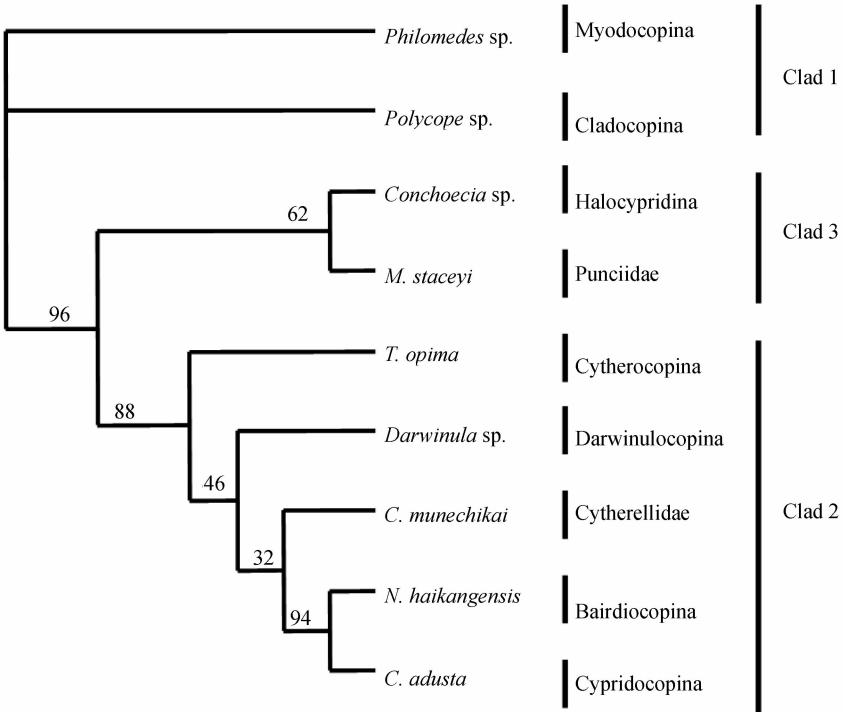 Philomedes sp.
Myodocopina
Clad 1
Polycope sp.
Cladocopina
Conchoecia sp.
Halocypridina
62
Clad 3
M. staceyi
Punciidae
96
T. opima
Cytherocopina
88
Darwinula sp.
Darwinulocopina
46
C. munechikai
Cytherellidae
Clad 2
32
N. haikangensis
Bairdiocopina
94
C. adusta
Cypridocopina